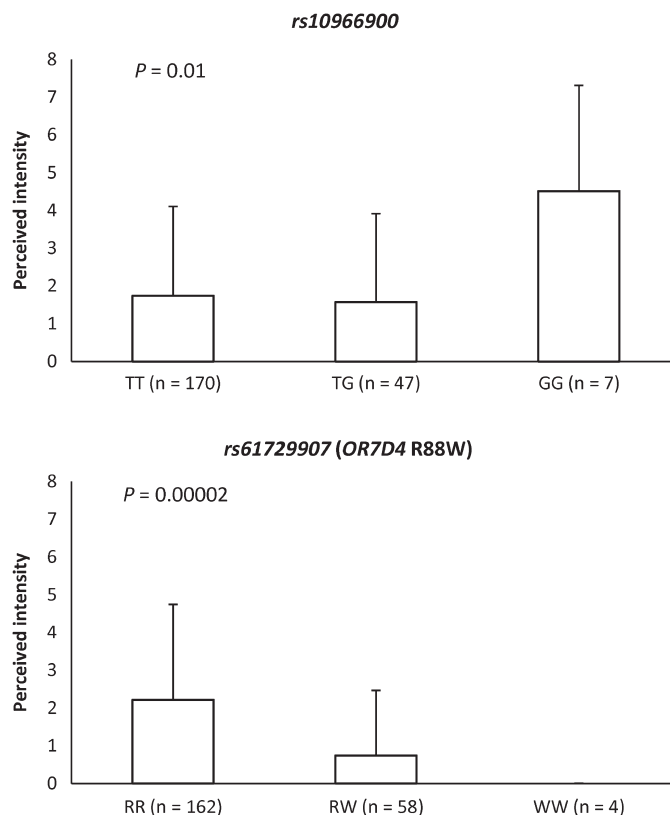 rs10966900
8
7
6
5
4
3
2
1
0
Perceived intensity
P = 0.01
TT (n = 170)
TG (n = 47)
GG (n = 7)
rs61729907 (OR7D4 R88W)
8
7
6
5
4
3
2
1
0
Perceived intensity
P = 0.00002
RR (n = 162)
RW (n = 58)
WW (n = 4)